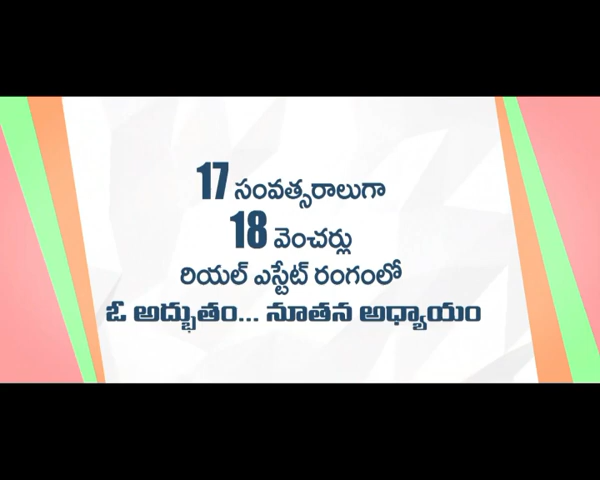 17 సంవత్సరాలుగా
18 వెంచర్లు
రియల్ ఎస్టేట్ రంగంలో
ఓ అద్భుతం... నూతన అధ్యాయం